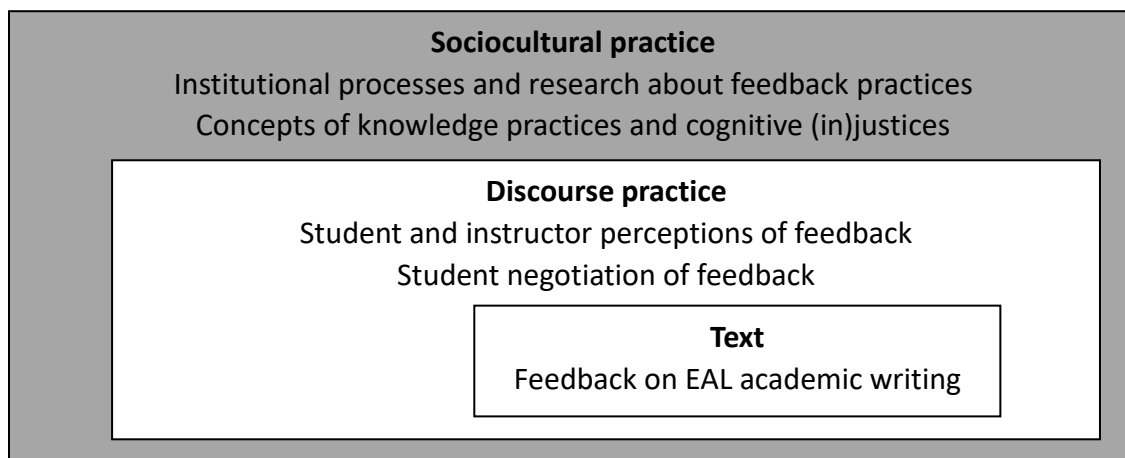 Sociocultural practice
Institutional processes and research about feedback practices
Concepts of knowledge practices and cognitive (in)justices
Discourse practice
Student and instructor perceptions of feedback
Student negotiation of feedback
Text
Feedback on EAL academic writing